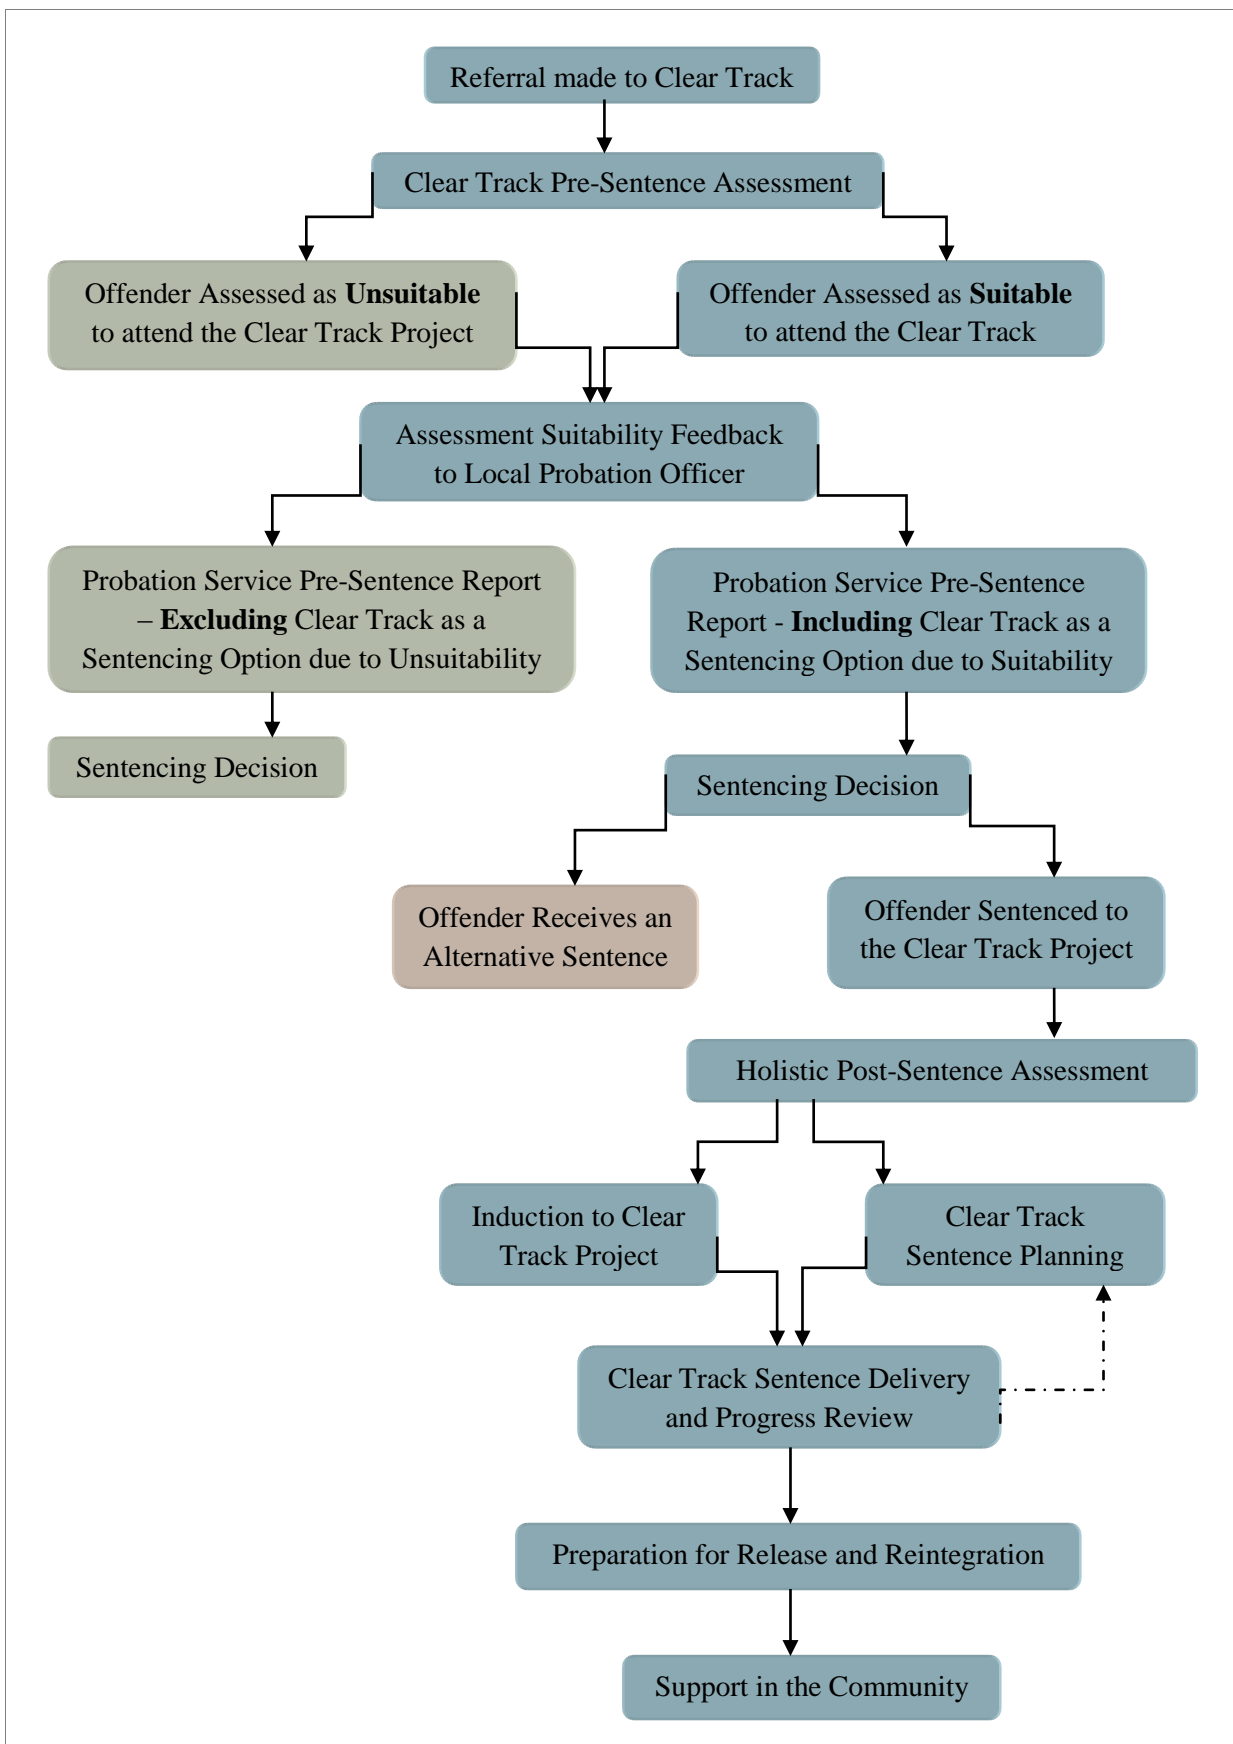 Referral made to Clear Track
Clear Track Pre-Sentence Assessment
Offender Assessed as Unsuitable
to attend the Clear Track Project
Offender Assessed as Suitable
to attend the Clear Track
Assessment Suitability Feedback
to Local Probation Officer
Probation Service Pre-Sentence Report
– Excluding Clear Track as a
Sentencing Option due to Unsuitability
Probation Service Pre-Sentence
Report - Including Clear Track as a
Sentencing Option due to Suitability
Sentencing Decision
Sentencing Decision
Offender Receives an
Alternative Sentence
Offender Sentenced to
the Clear Track Project
Holistic Post-Sentence Assessment
Induction to Clear
Track Project
Clear Track
Sentence Planning
Clear Track Sentence Delivery
and Progress Review
Preparation for Release and Reintegration
Support in the Community